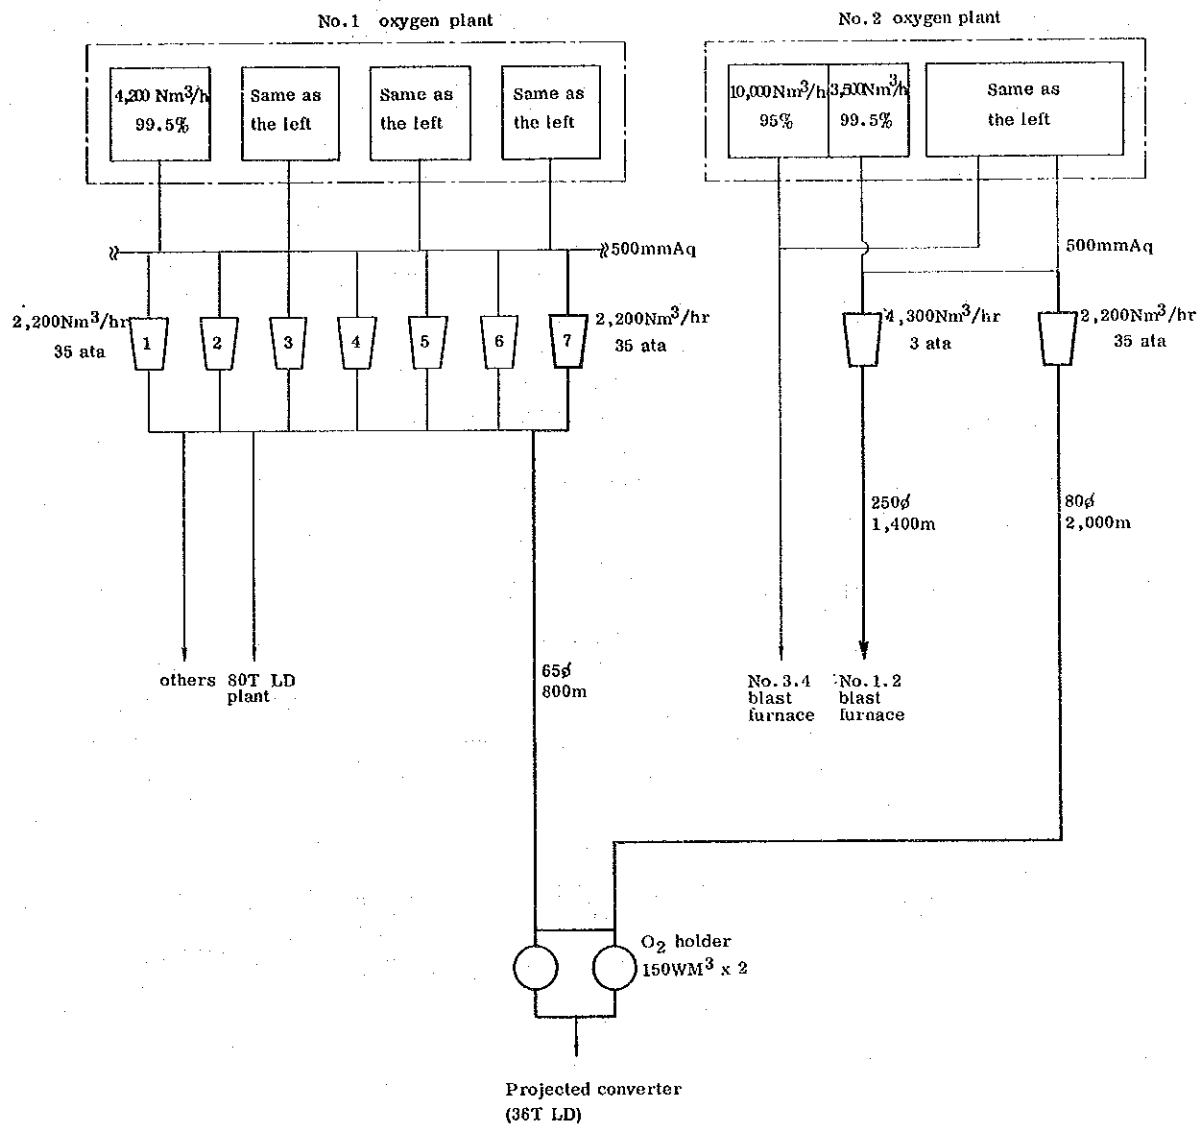 No.1 oxygen plant
No.2 oxygen plant
4,200 Nm3/h
99.5%
Same as
the left
Same as
the left
Same as
the left
10,000Nm3/h
95%
3,500Nm3/h
99.5%
Same as
the left
500mmAq
500mmAq
2,200Nm3/hr
35 ata
1
2
3
4
5
6
7
2,200Nm3/hr
35 ata
4,300Nm3/hr
3 ata
2,200Nm3/hr
35 ata
250ø
1,400m
80ø
2,000m
others
80T LD
plant
65ø
800m
No.3.4
blast
furnace
No.1.2
blast
furnace
O2 holder
150WM3 x 2
Projected converter
(36T LD)